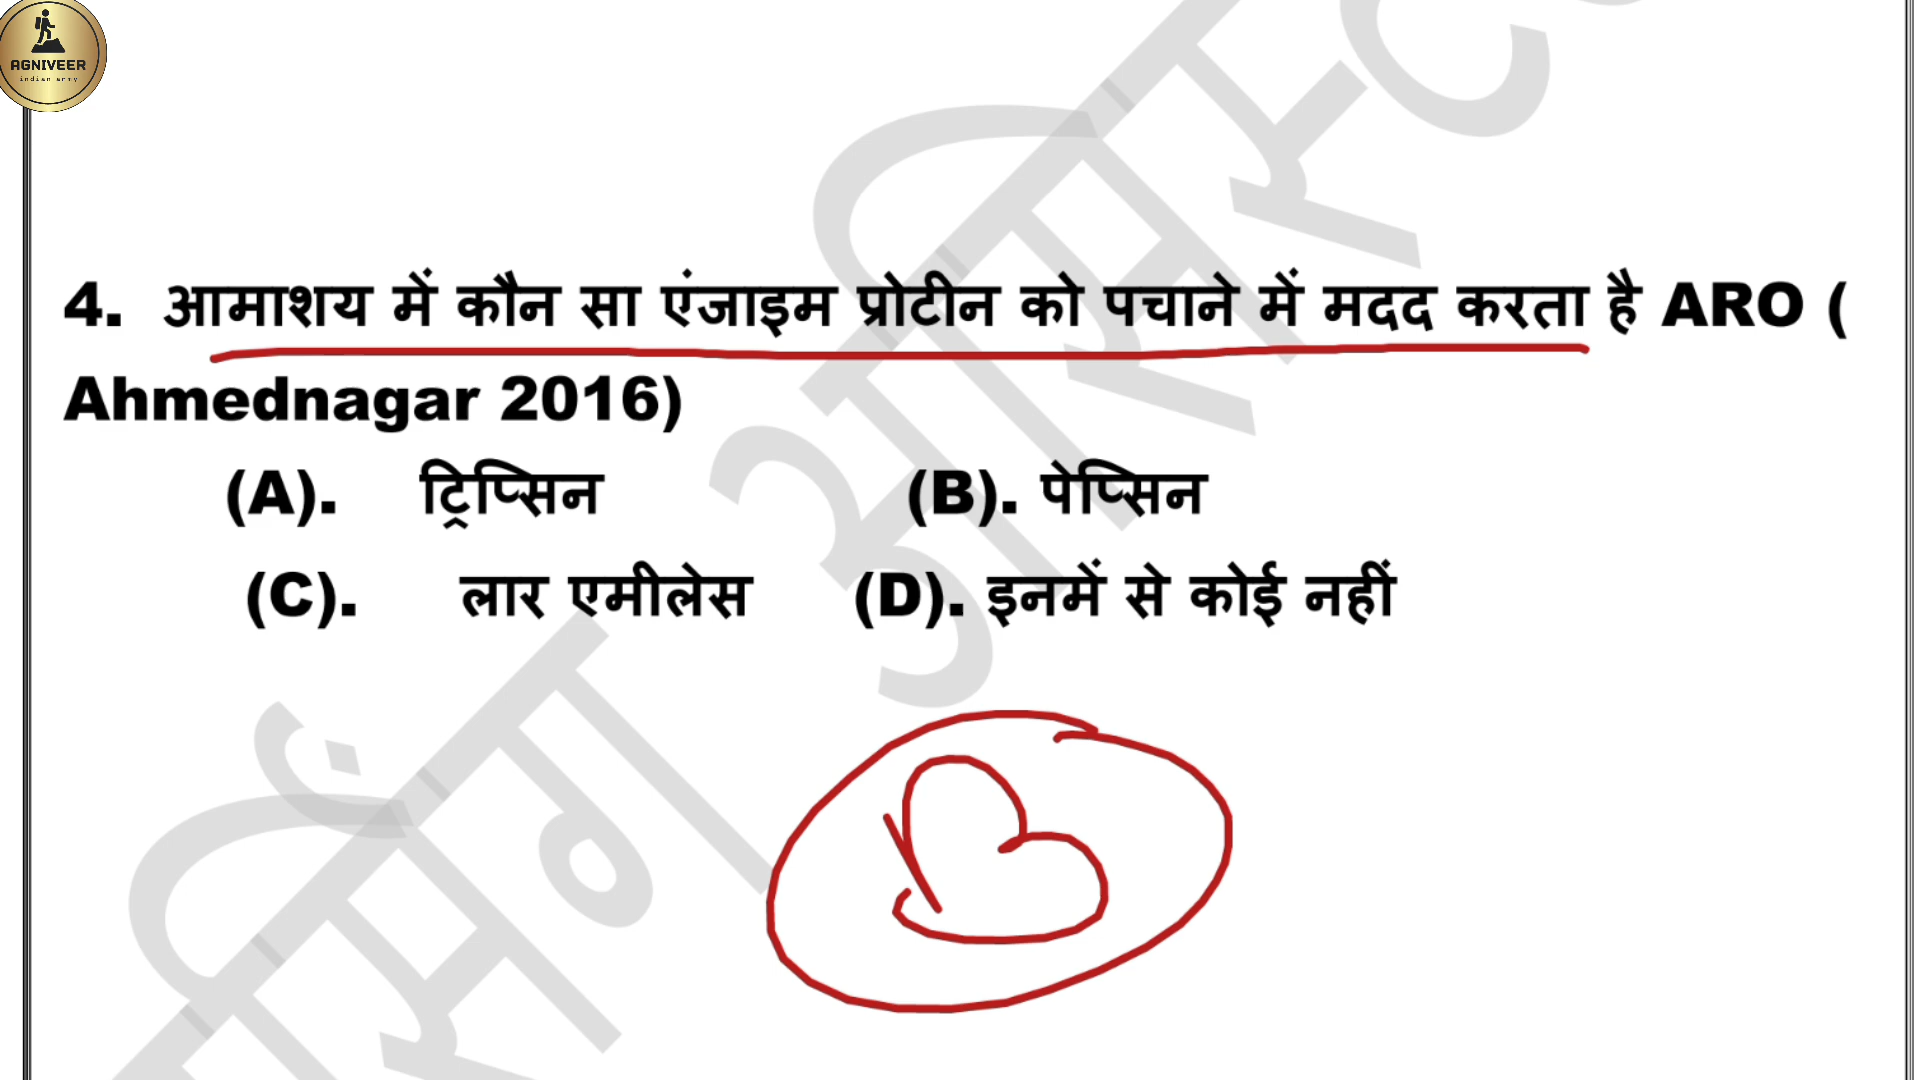 AGNIVEER
indian army
4. आमाशय में कौन सा एंजाइम प्रोटीन को पचाने में मदद करता है ARO (
Ahmednagar 2016)
(A). ट्रिप्सिन (B). पेप्सिन
(C). लार एमीलेस (D). इनमें से कोई नहीं
B